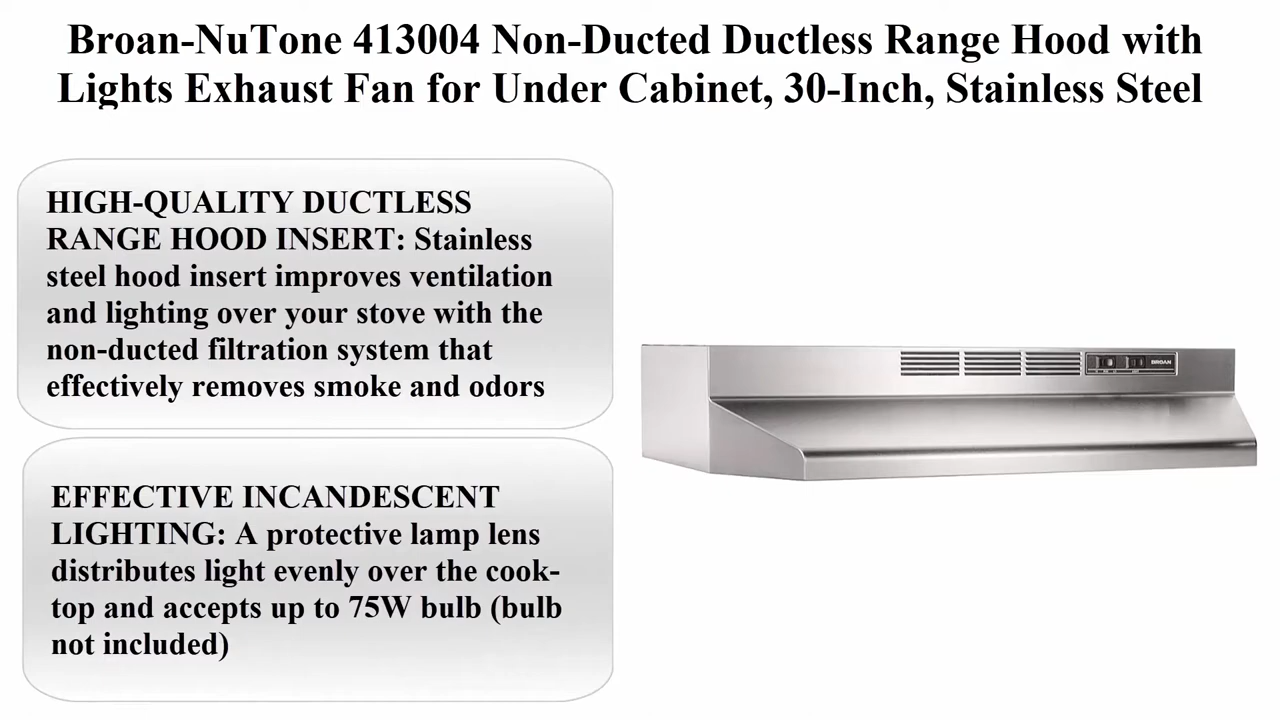 Broan-NuTone 413004 Non-Ducted Ductless Range Hood with
Lights Exhaust Fan for Under Cabinet, 30-Inch, Stainless Steel
HIGH-QUALITY DUCTLESS
RANGE HOOD INSERT: Stainless
steel hood insert improves ventilation
and lighting over your stove with the
non-ducted filtration system that
effectively removes smoke and odors
BROAN
EFFECTIVE INCANDESCENT
LIGHTING: A protective lamp lens
distributes light evenly over the cook-
top and accepts up to 75W bulb (bulb
not included)